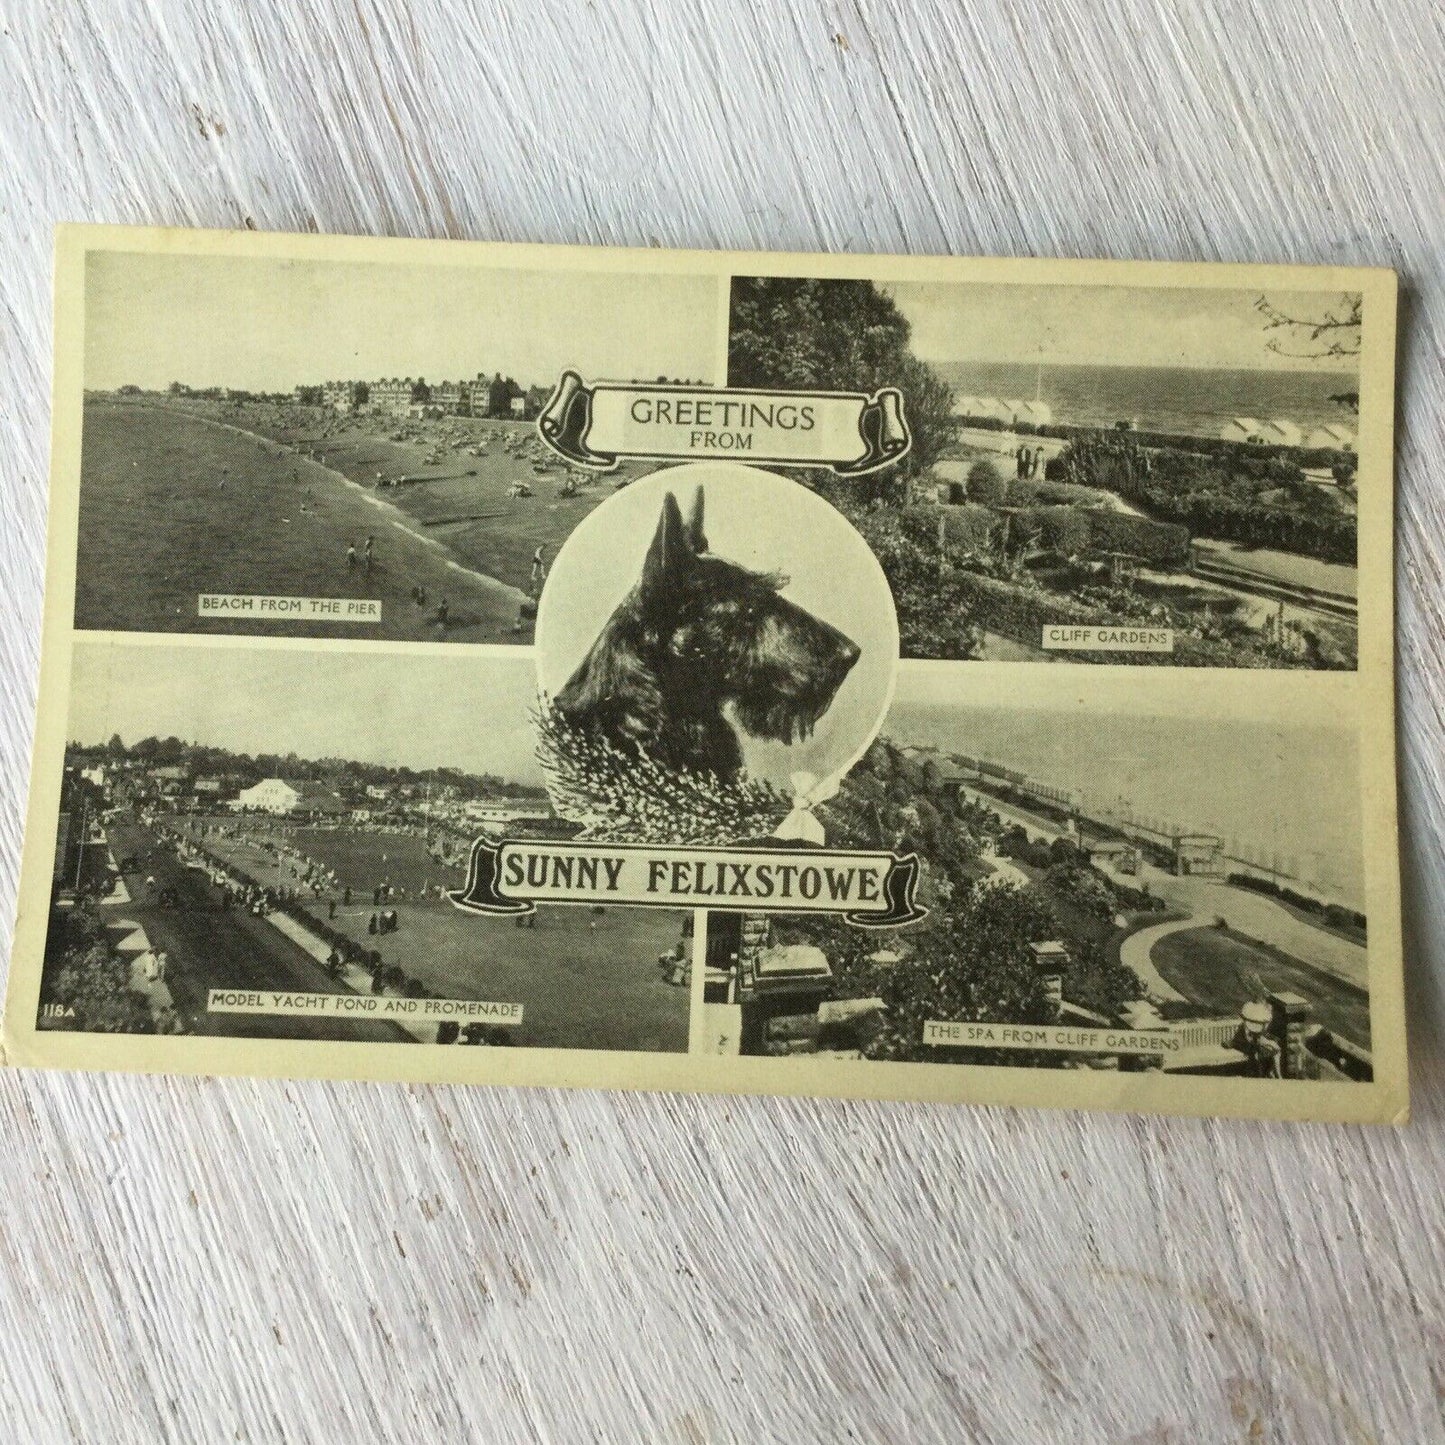 GREETINGS
FROM
BEACH FROM THE PIER
CLIFF GARDENS
SUNNY FELIXSTOWE
MODEL YACHT POND AND PROMENADE
118A
THE SPA FROM CLIFF GARDENS